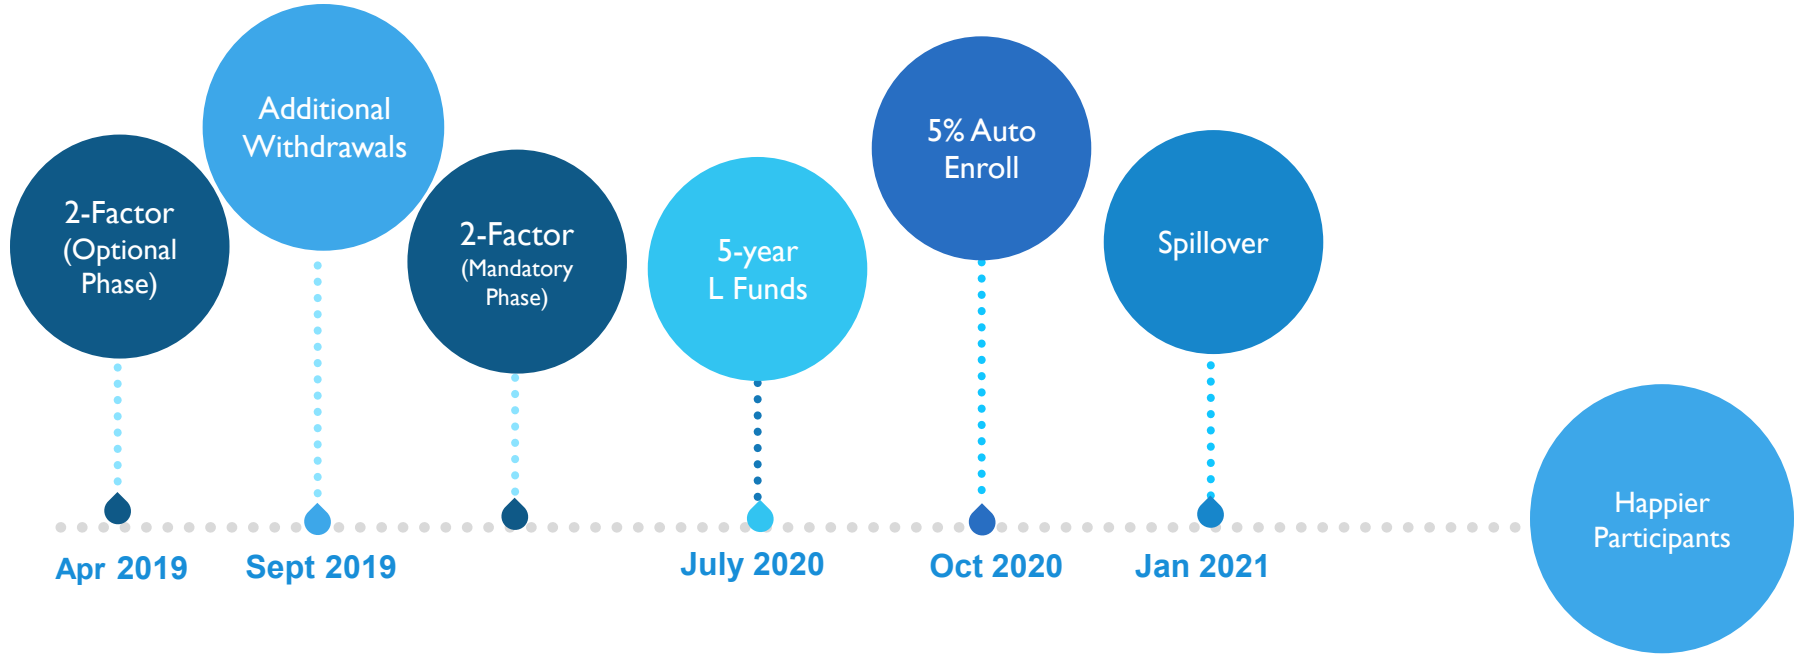 2-Factor
(Optional
Phase)
Additional
Withdrawals
2-Factor
(Mandatory
Phase)
5-year
L Funds
5% Auto
Enroll
Spillover
Happier
Participants
Apr 2019
Sept 2019
July 2020
Oct 2020
Jan 2021